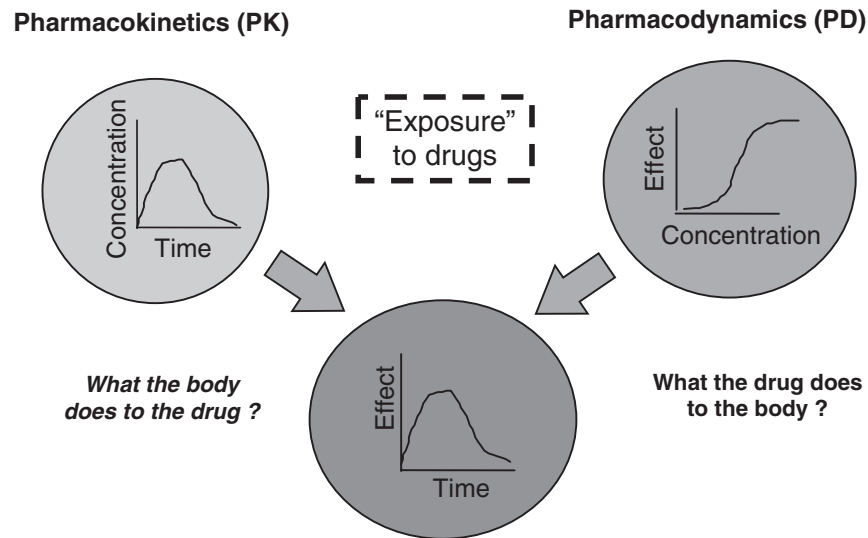 Pharmacokinetics (PK)
Pharmacodynamics (PD)
“Exposure”
to drugs
Concentration
Time
Effect
Concentration
What the body
does to the drug ?
What the drug does
to the body ?
Effect
Time